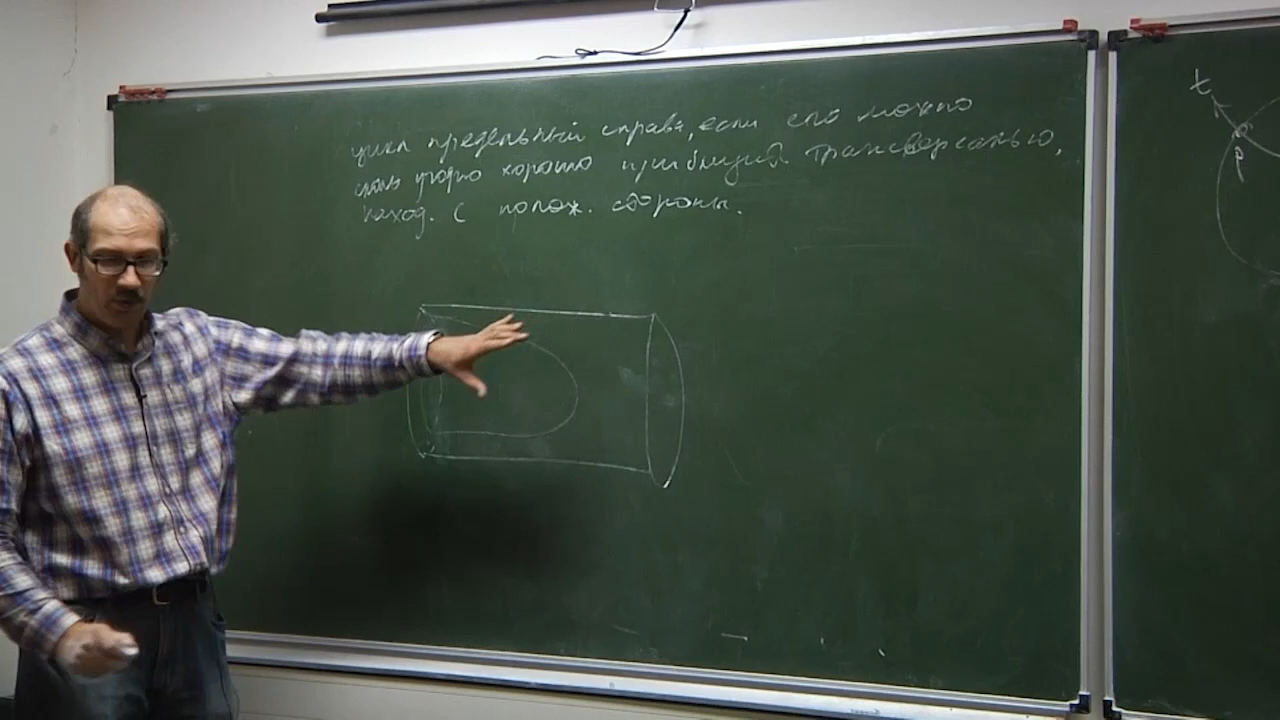 цикл предельный справа, если его можно
сколь угодно хорошо приблизить трансверсалью,
наход. с полож. стороны.
t
p